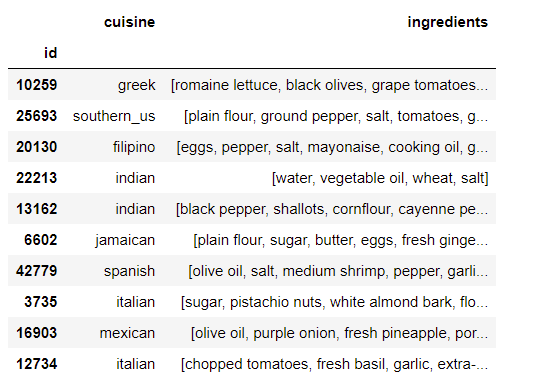 cuisine ingredients
id
10259 greek [romaine lettuce, black olives, grape tomatoes...
25693 southern_us [plain flour, ground pepper, salt, tomatoes, g...
20130 filipino [eggs, pepper, salt, mayonaise, cooking oil, g...
22213 indian [water, vegetable oil, wheat, salt]
13162 indian [black pepper, shallots, cornflour, cayenne pe...
6602 jamaican [plain flour, sugar, butter, eggs, fresh ginge...
42779 spanish [olive oil, salt, medium shrimp, pepper, garli...
3735 italian [sugar, pistachio nuts, white almond bark, flo...
16903 mexican [olive oil, purple onion, fresh pineapple, por...
12734 italian [chopped tomatoes, fresh basil, garlic, extra-...